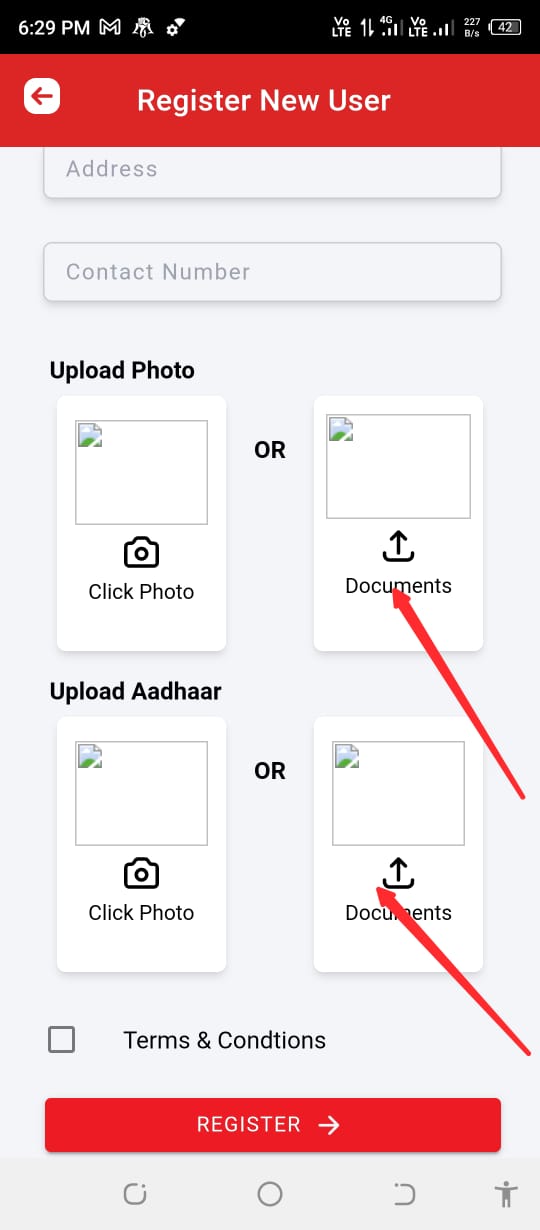 6:29 PM Vo LTE 4G Vo LTE 227 B/s 42
Register New User
Address
Contact Number
Upload Photo
OR
Click Photo
Documents
Upload Aadhaar
OR
Click Photo
Documents
Terms & Condtions
REGISTER